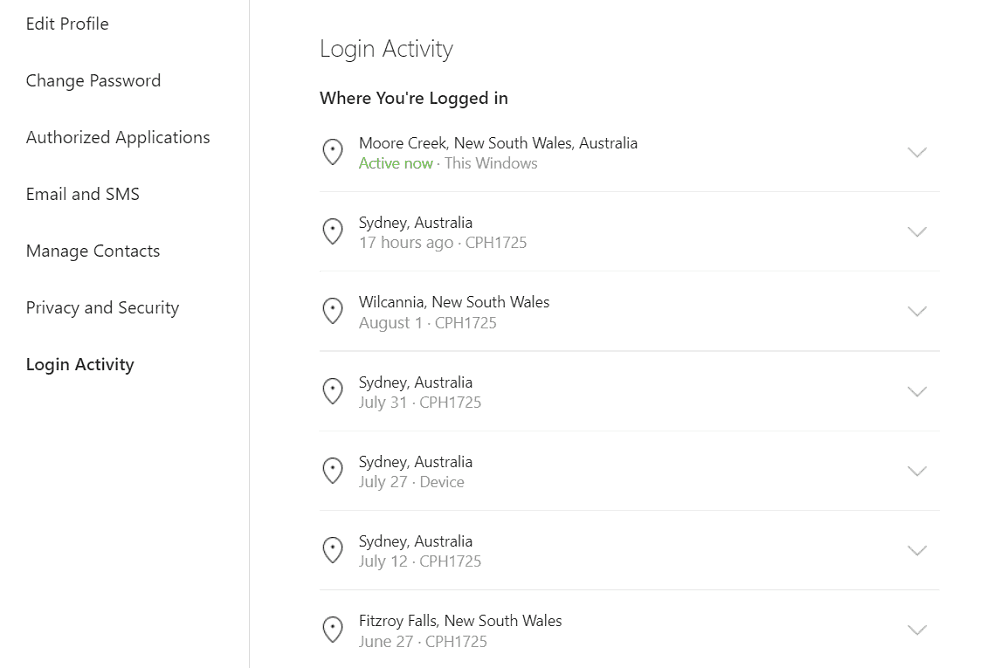 Edit Profile
Change Password
Authorized Applications
Email and SMS
Manage Contacts
Privacy and Security
Login Activity
Login Activity
Where You're Logged in
Moore Creek, New South Wales, Australia
Active now · This Windows
Sydney, Australia
17 hours ago · CPH1725
Wilcannia, New South Wales
August 1 · CPH1725
Sydney, Australia
July 31 · CPH1725
Sydney, Australia
July 27 · Device
Sydney, Australia
July 12 · CPH1725
Fitzroy Falls, New South Wales
June 27 · CPH1725